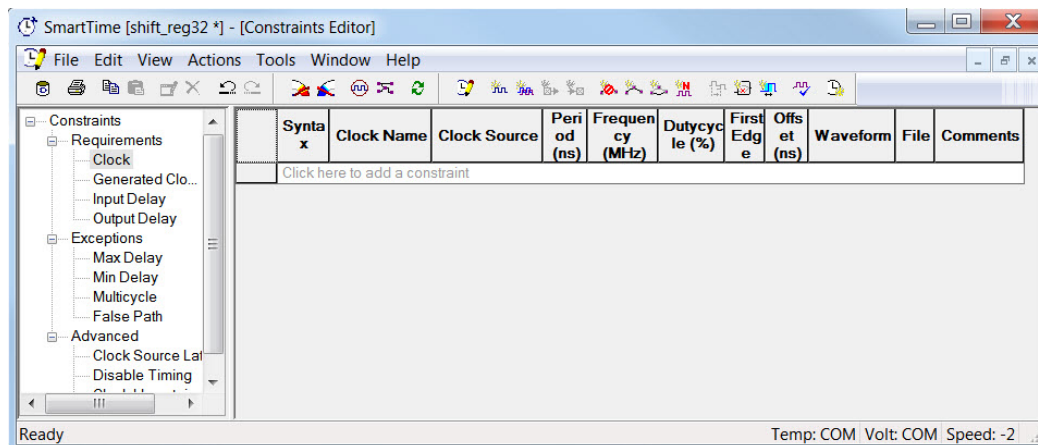 SmartTime [shift_reg32 *] - [Constraints Editor]
File Edit View Actions Tools Window Help
Constraints
Requirements
Clock
Generated Clo...
Input Delay
Output Delay
Exceptions
Max Delay
Min Delay
Multicycle
False Path
Advanced
Clock Source Lat
Disable Timing
Synta
x
Clock Name
Clock Source
Peri
od
(ns)
Frequen
cy
(MHz)
Dutycyc
le (%)
First
Edg
e
Offs
et
(ns)
Waveform
File
Comments
Click here to add a constraint
Ready
Temp: COM Volt: COM Speed: -2